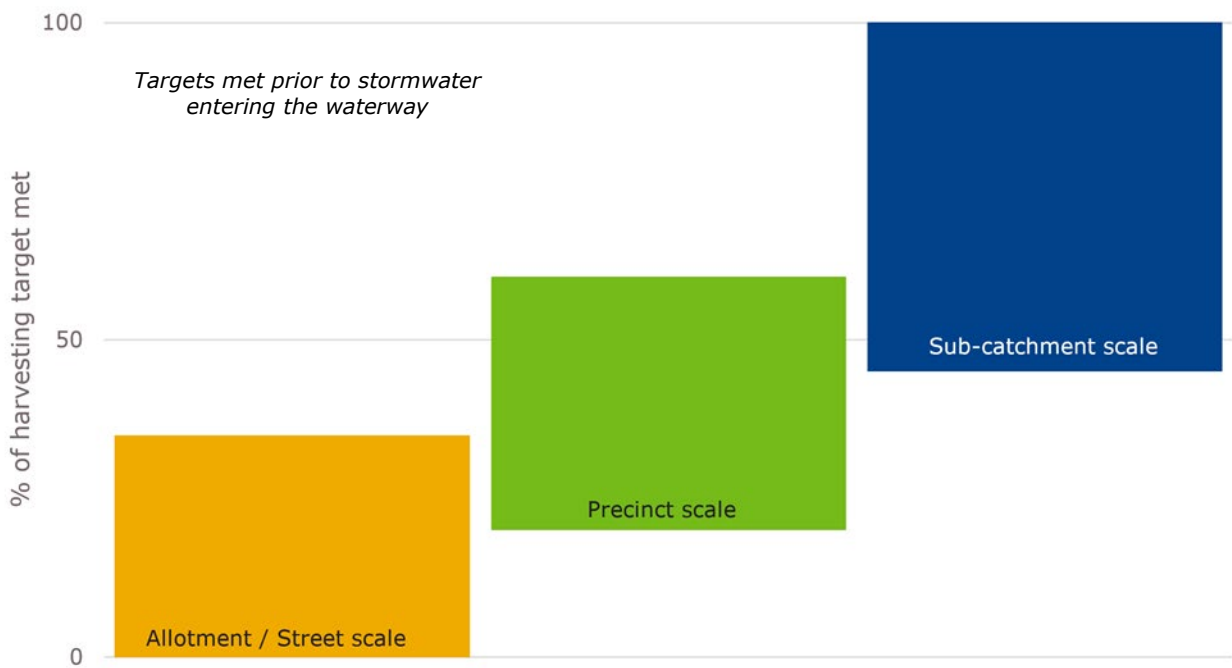 100
Targets met prior to stormwater
entering the waterway
% of harvesting target met
50
Sub-catchment scale
Precinct scale
Allotment / Street scale
0